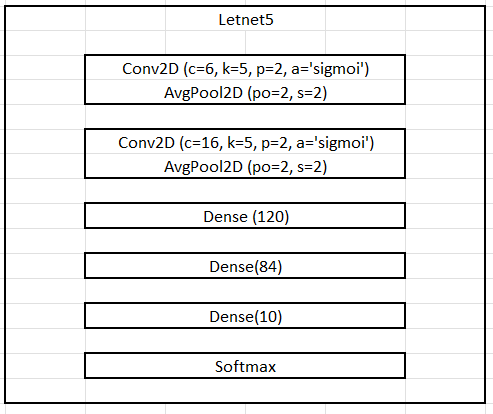 Letnet5
Conv2D (c=6, k=5, p=2, a='sigmoi')
AvgPool2D (po=2, s=2)
Conv2D (c=16, k=5, p=2, a='sigmoi')
AvgPool2D (po=2, s=2)
Dense (120)
Dense(84)
Dense(10)
Softmax